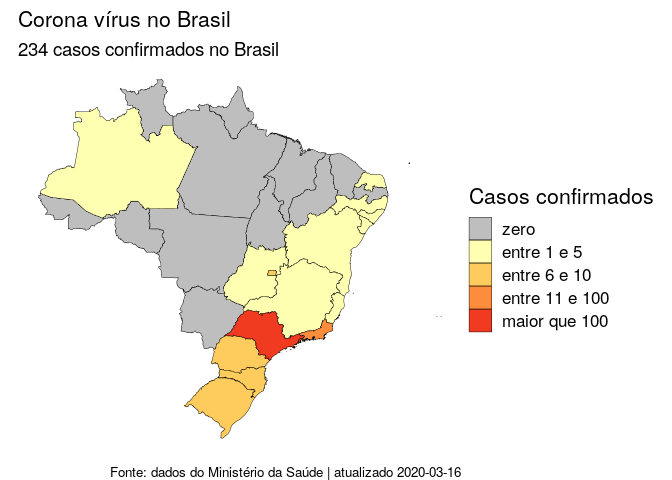 Corona vírus no Brasil
234 casos confirmados no Brasil
Casos confirmados
zero
entre 1 e 5
entre 6 e 10
entre 11 e 100
maior que 100
Fonte: dados do Ministério da Saúde | atualizado 2020-03-16